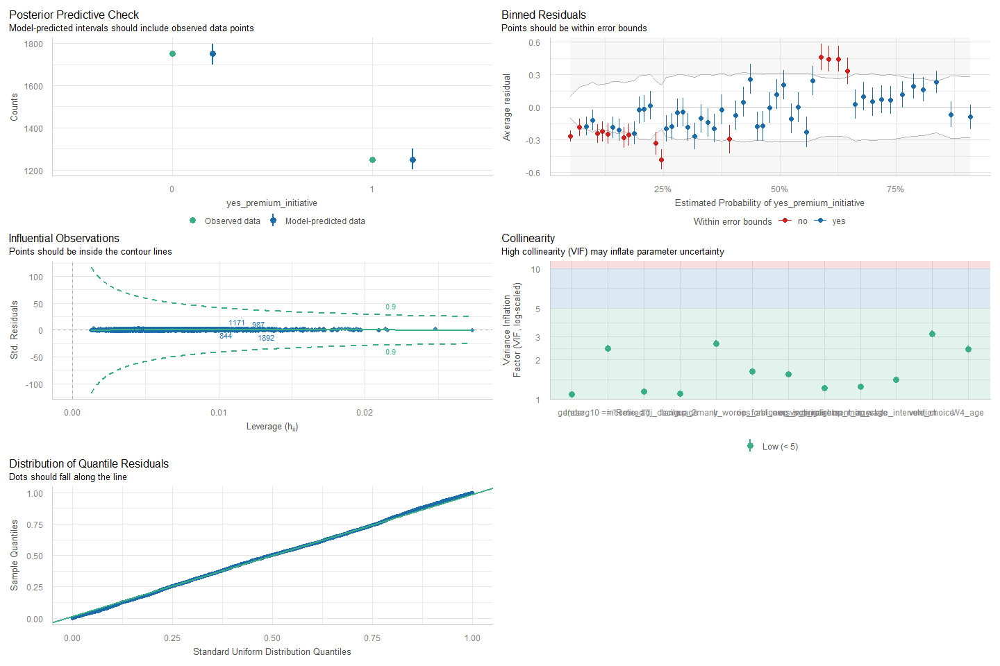 Posterior Predictive Check
Model-predicted intervals should include observed data points
1800
1600
1400
1200
Counts
0
1
yes_premium_initiative
Observed data
Model-predicted data
Binned Residuals
Points should be within error bounds
0.6
0.3
0.0
-0.3
-0.6
Average residual
25%
50%
75%
Estimated Probability of yes_premium_initiative
Within error bounds
no
yes
Influential Observations
Points should be inside the contour lines
100
50
0
-50
-100
Std. Residuals
0.9
1171
987
844
1892
0.9
0.00
0.01
0.02
Leverage (hii)
Collinearity
High collinearity (VIF) may inflate parameter uncertainty
10
5
3
2
1
Variance Inflation
Factor (VIF, log-scaled)
W4_age
Low (< 5)
Distribution of Quantile Residuals
Dots should fall along the line
1.00
0.75
0.50
0.25
0.00
Sample Quantiles
0.00
0.25
0.50
0.75
1.00
Standard Uniform Distribution Quantiles